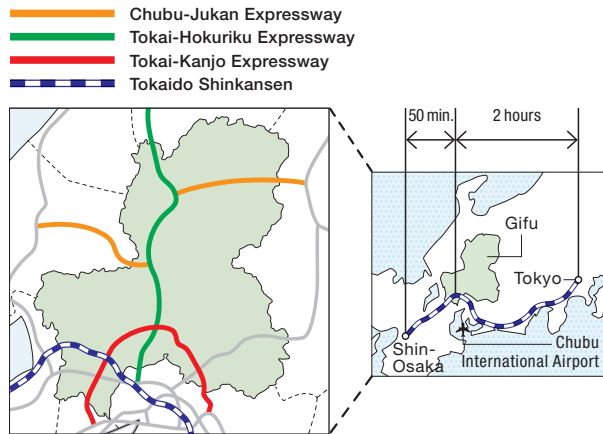 Chubu-Jukan Expressway
Tokai-Hokuriku Expressway
Tokai-Kanjo Expressway
Tokaido Shinkansen
50 min.
2 hours
Gifu
Tokyo
Shin-
Osaka
Chubu
International Airport